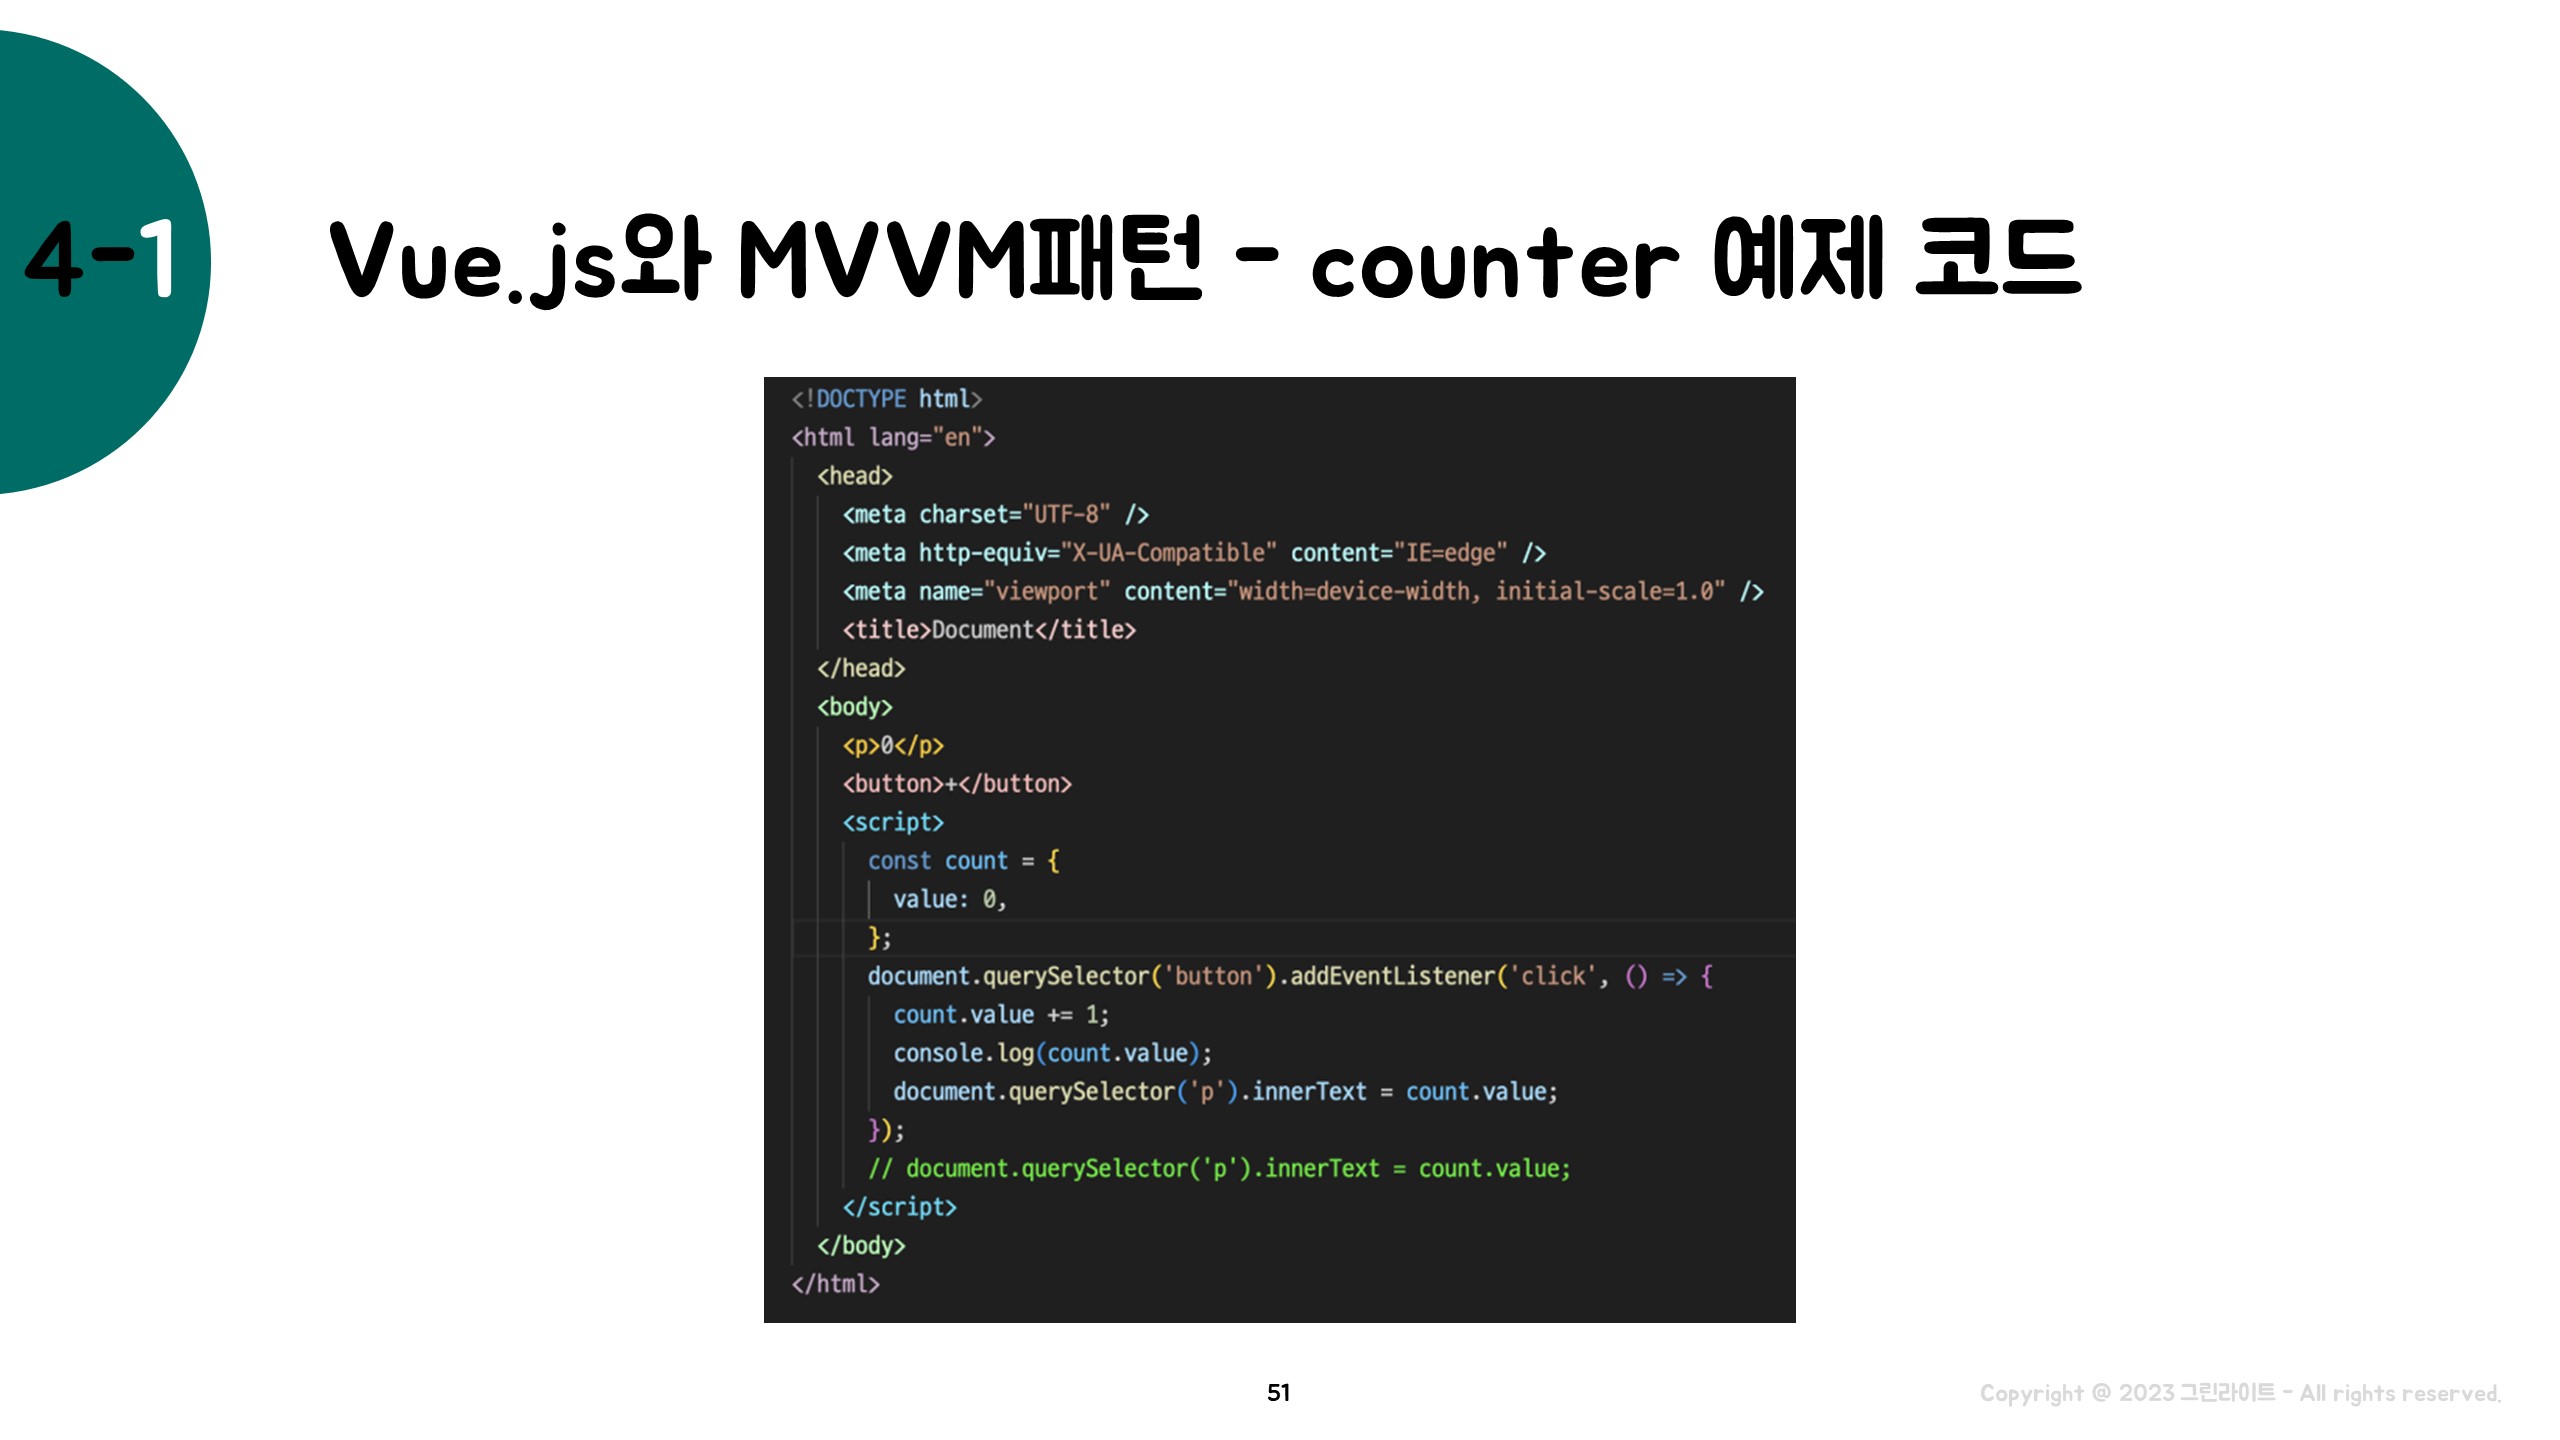 4-1
Vue.js와 MVVM패턴 - counter 예제 코드
<!DOCTYPE html>
<html lang="en">
<head>
<meta charset="UTF-8" />
<meta http-equiv="X-UA-Compatible" content="IE=edge" />
<meta name="viewport" content="width=device-width, initial-scale=1.0" />
<title>Document</title>
</head>
<body>
<p>0</p>
<button>+</button>
<script>
const count = {
value: 0,
};
document.querySelector('button').addEventListener('click', () => {
count.value += 1;
console.log(count.value);
document.querySelector('p').innerText = count.value;
});
// document.querySelector('p').innerText = count.value;
</script>
</body>
</html>
51
Copyright @ 2023 그린라이트 - All rights reserved.